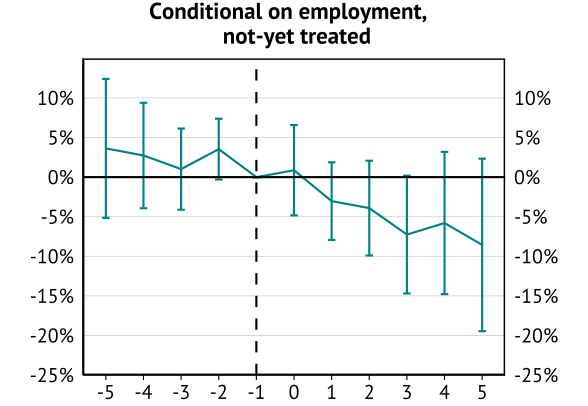 Conditional on employment,
not-yet treated
10% 10%
5% 5%
0% 0%
-5% -5%
-10% -10%
-15% -15%
-20% -20%
-25% -25%
-5 -4 -3 -2 -1 0 1 2 3 4 5